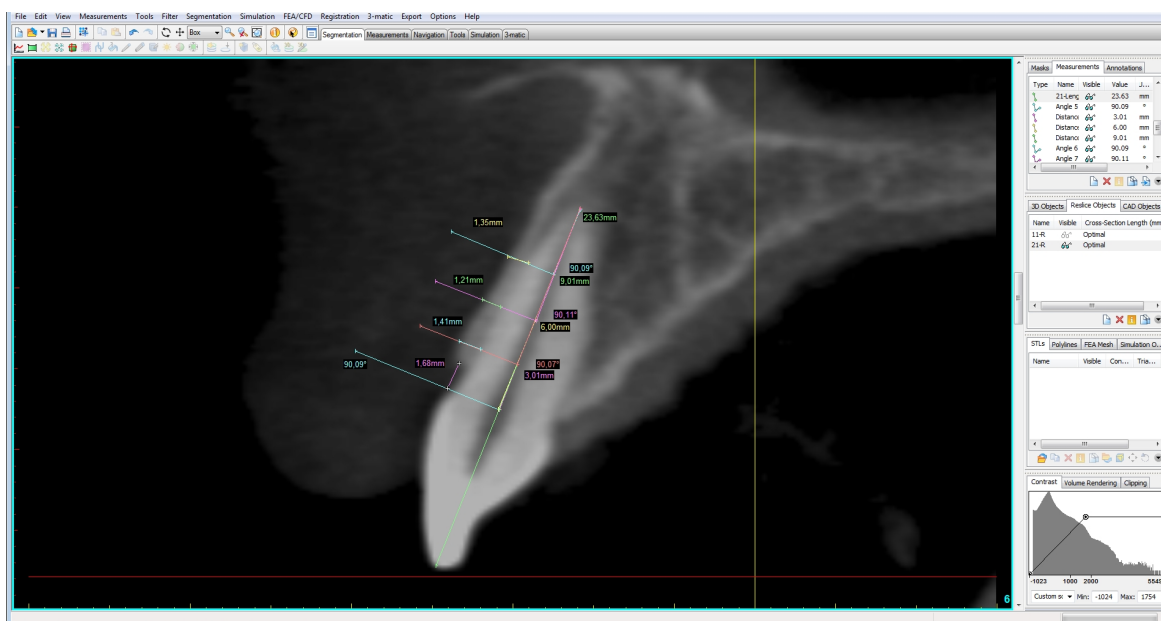 File Edit View Measurements Tools Filter Segmentation Simulation FEA/CFD Registration 3-matic Export Options Help
Box
Segmentation Measurements Navigation Tools Simulation 3-matic
Masks Measurements Annotations
Type Name Visible Value J...
21-Leng 23.63 mm
Angle 5 90.09 °
Distanc 3.01 mm
Distanc 6.00 mm
Distanc 9.01 mm
Angle 6 90.09 °
Angle 7 90.11 °
3D Objects Reslice Objects CAD Objects
Name Visible Cross-Section Length (mm
11-R Optimal
21-R Optimal
STLs Polylines FEA Mesh Simulation O...
Name Visible Con... Tria...
Contrast Volume Rendering Clipping
-1023 1000 2000 5549
Custom sc Min: -1024 Max: 1754
23,63mm
1,35mm
90,09°
9,01mm
1,21mm
90,11°
6,00mm
1,41mm
90,09°
1,68mm
90,07°
3,01mm
6